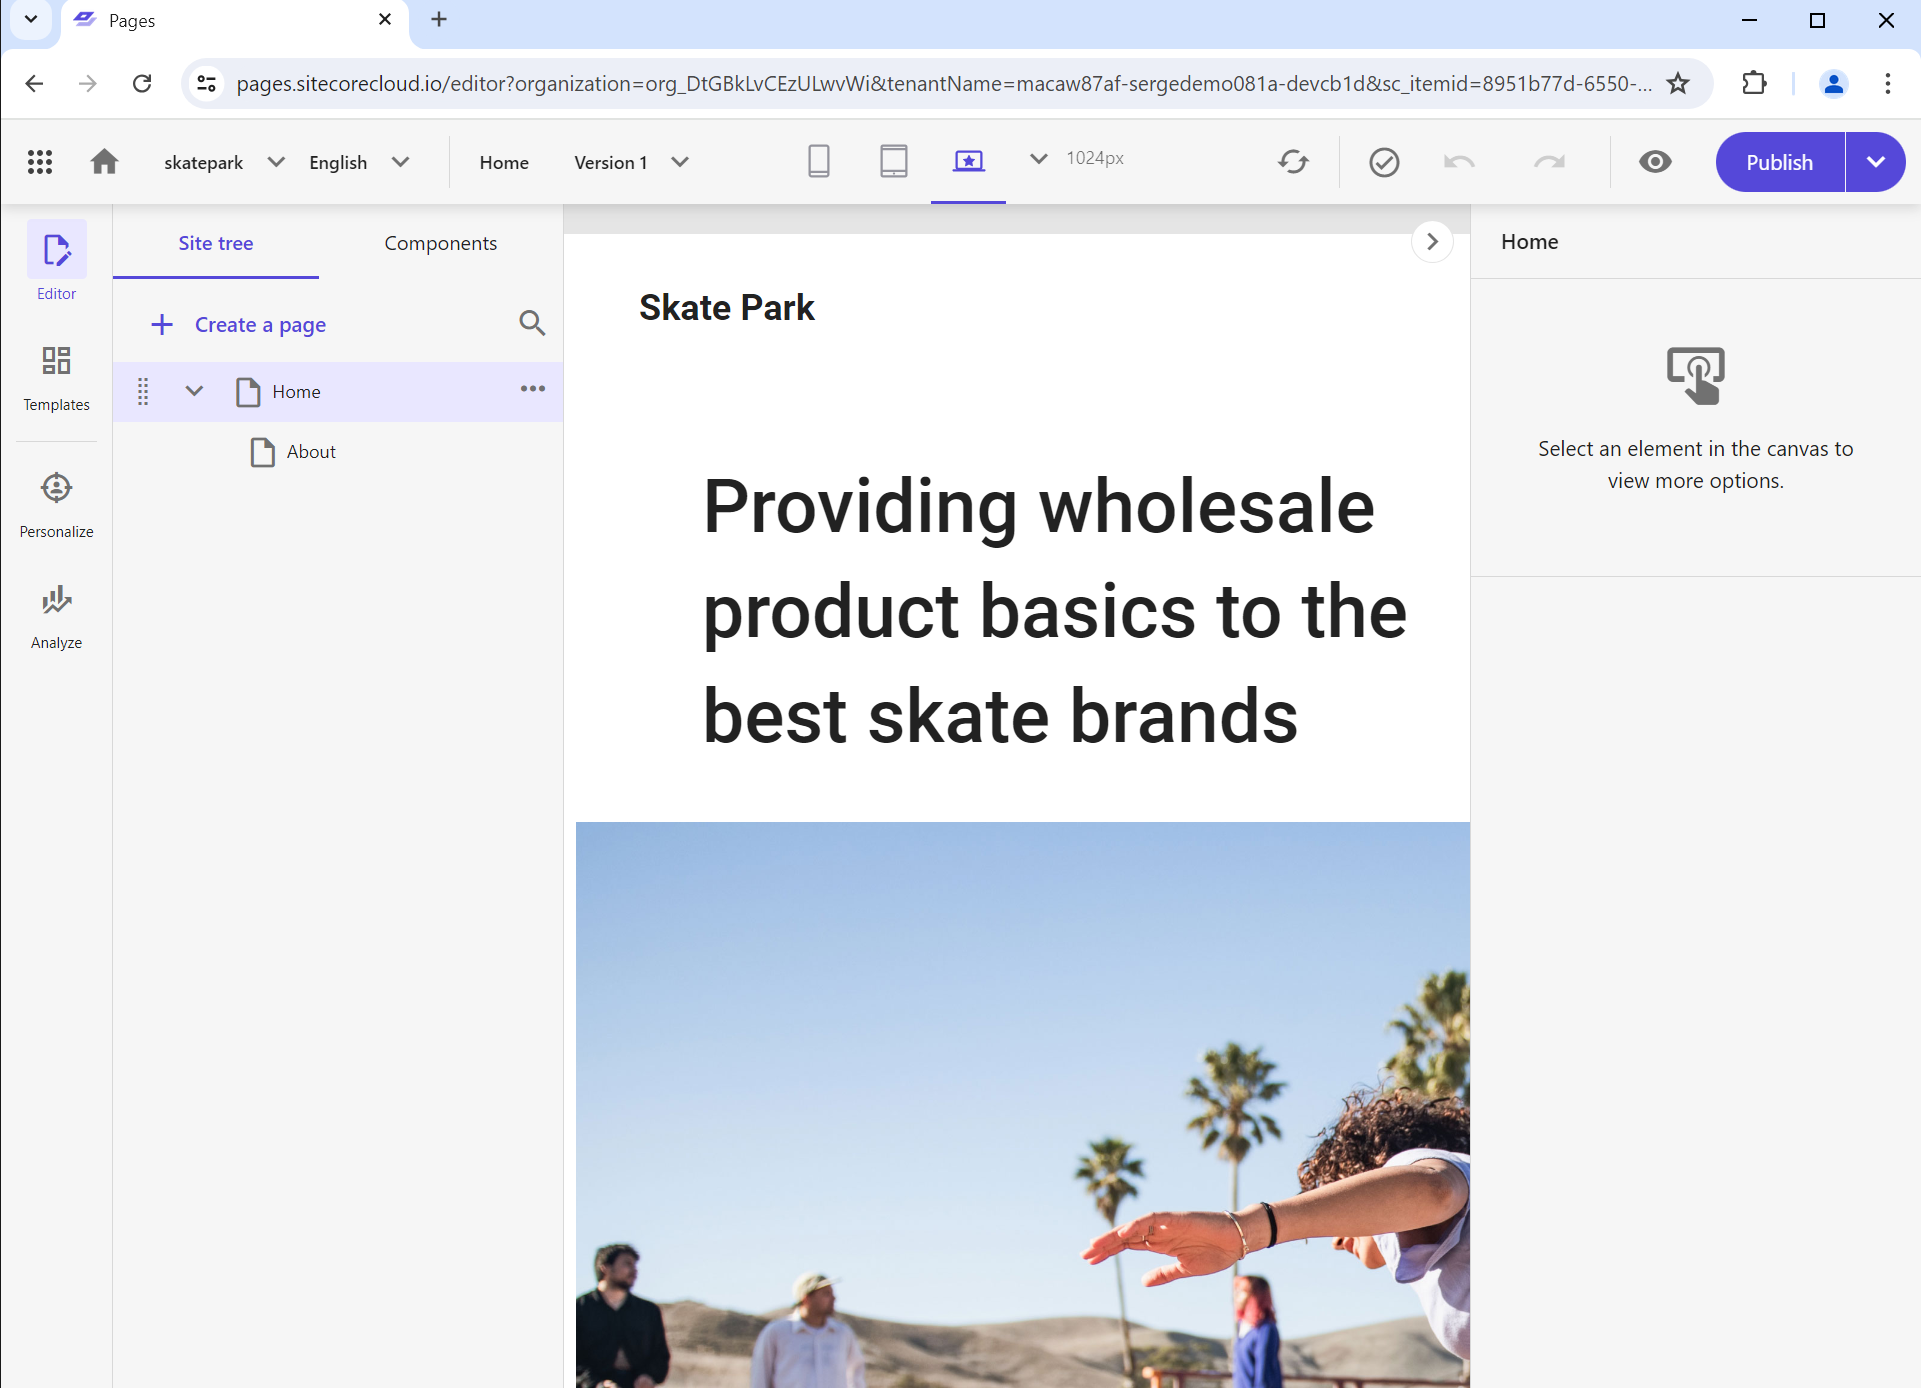 Pages
pages.sitecorecloud.io/editor?organization=org_DtGBkLvCEzULwvWi&tenantName=macaw87af-sergedemo081a-devcb1d&sc_itemid=8951b77d-6550-...
skatepark English Home Version 1 1024px Publish
Editor
Templates
Personalize
Analyze
Site tree Components
Create a page
Home
About
Skate Park
Providing wholesale
product basics to the
best skate brands
Home
Select an element in the canvas to
view more options.